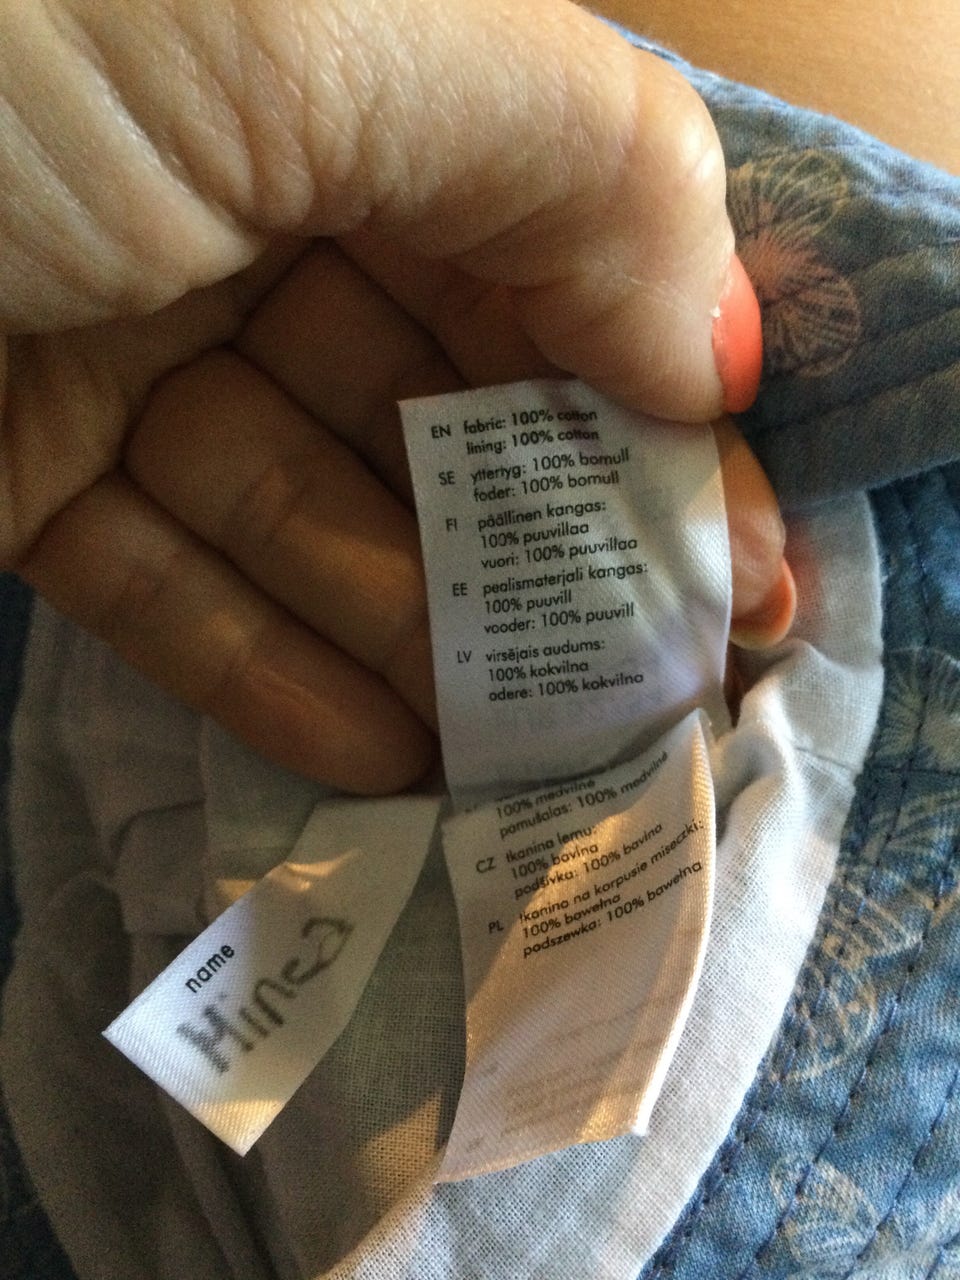 EN fabric: 100% cotton
lining: 100% cotton
SE yttertyg: 100% bomull
foder: 100% bomull
FI päällinen kangas:
100% puuvillaa
vuori: 100% puuvillaa
EE pealismaterjali kangas:
100% puuvill
vooder: 100% puuvill
LV virsējais audums:
100% kokvilna
odere: 100% kokvilna
100% medvilnė
pamušalas: 100% medvilnė
CZ tkanina lemu:
100% bavlna
podšívka: 100% bavlna
PL tkanina na korpusie miseczki:
100% bawełna
podszewka: 100% bawełna
name
Minea